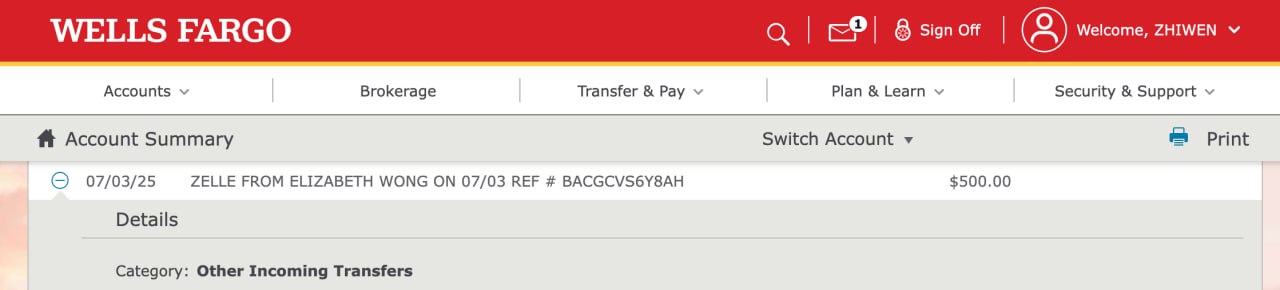 WELLS FARGO
1
Sign Off
Welcome, ZHIWEN
Accounts
Brokerage
Transfer & Pay
Plan & Learn
Security & Support
Account Summary
Switch Account
Print
07/03/25 ZELLE FROM ELIZABETH WONG ON 07/03 REF # BACGCVS6Y8AH $500.00
Details
Category: Other Incoming Transfers